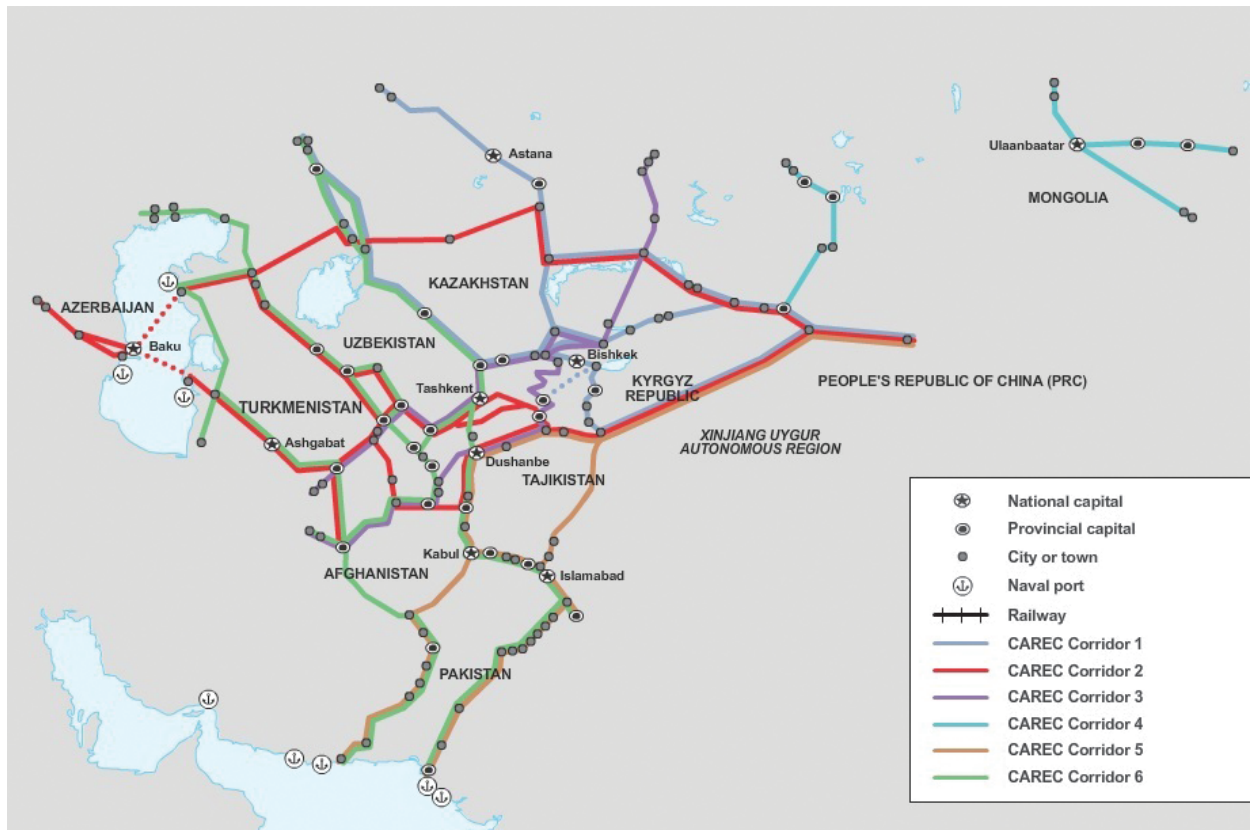 Astana
Ulaanbaatar
MONGOLIA
KAZAKHSTAN
AZERBAIJAN
UZBEKISTAN
Baku
Bishkek
Tashkent
KYRGYZ
REPUBLIC
PEOPLE'S REPUBLIC OF CHINA (PRC)
TURKMENISTAN
Ashgabat
XINJIANG UYGUR
AUTONOMOUS REGION
Dushanbe
TAJIKISTAN
Kabul
AFGHANISTAN
Islamabad
PAKISTAN
National capital
Provincial capital
City or town
Naval port
Railway
CAREC Corridor 1
CAREC Corridor 2
CAREC Corridor 3
CAREC Corridor 4
CAREC Corridor 5
CAREC Corridor 6